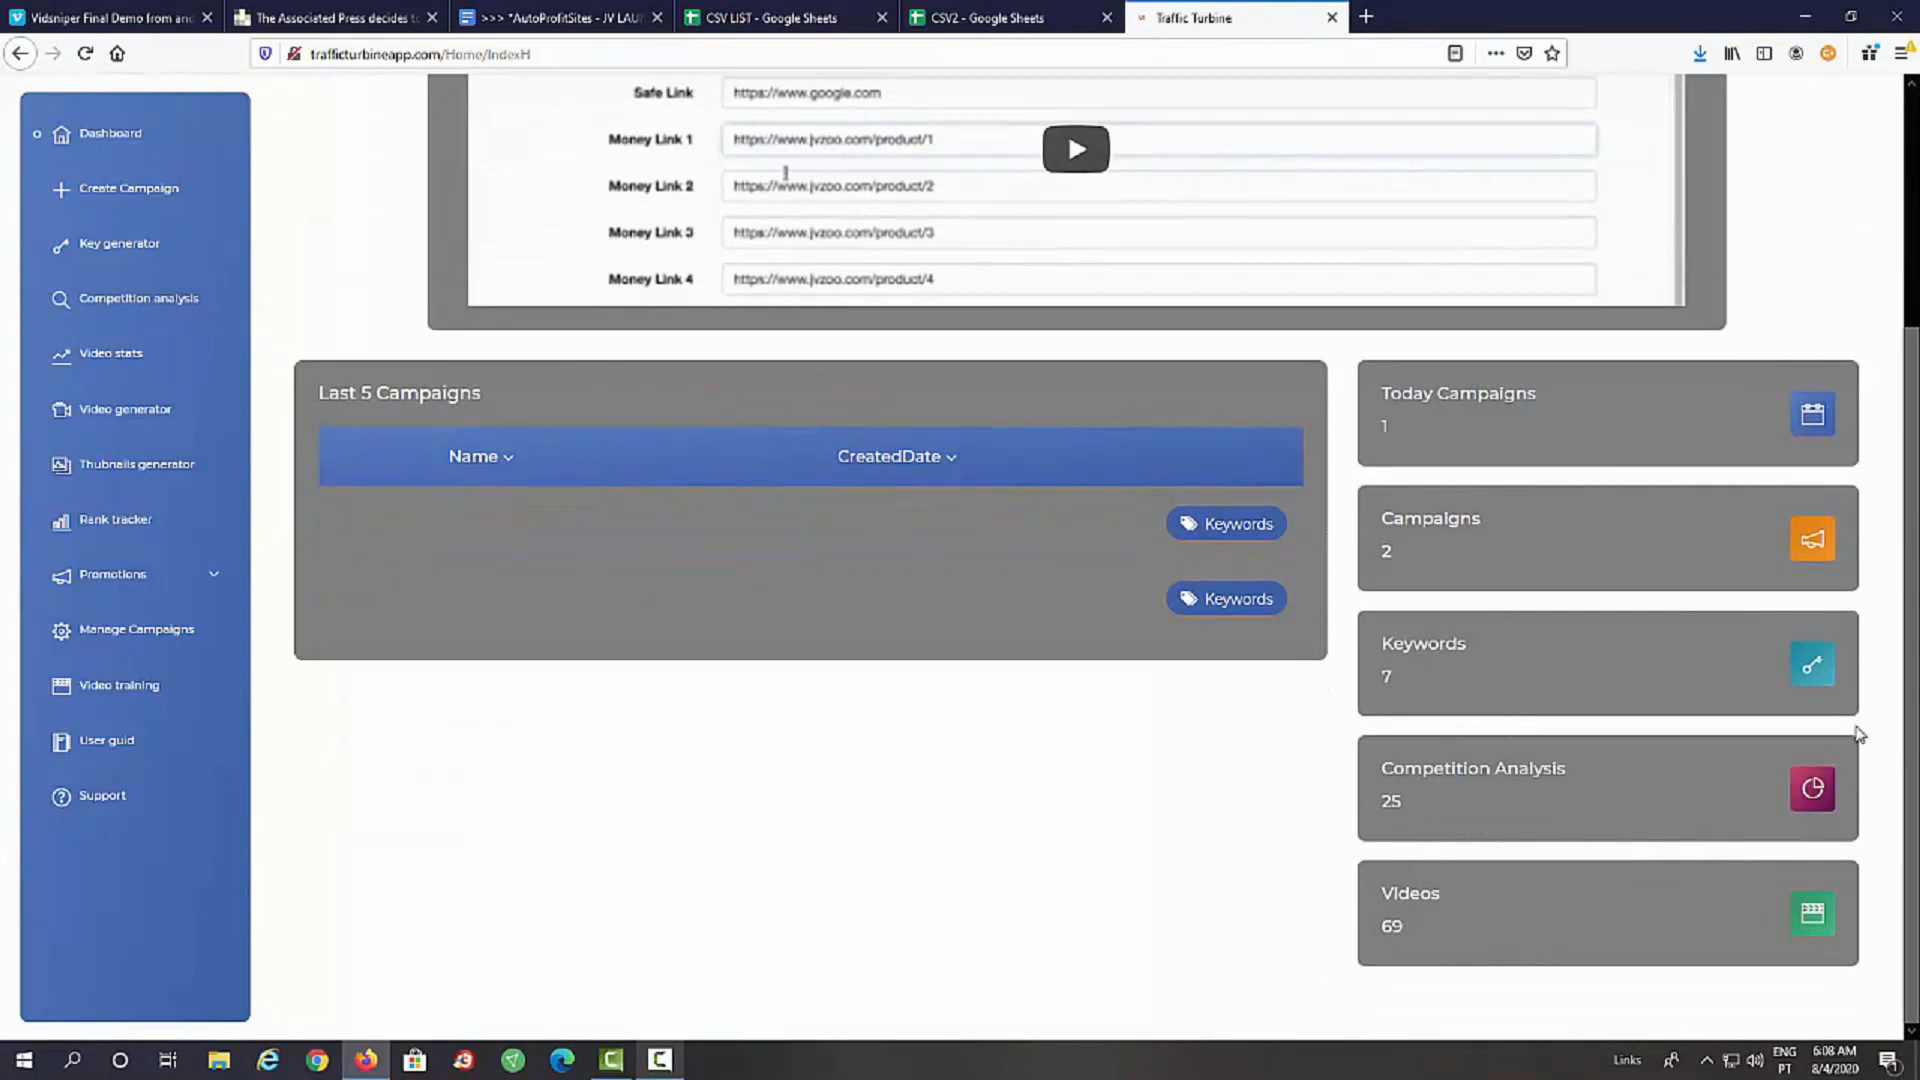 Vidsniper Final Demo from and
The Associated Press decides to
>>> *AutoProfitSites - JV LAU
CSV LIST - Google Sheets
CSV2 - Google Sheets
Traffic Turbine
trafficturbineapp.com/Home/IndexH
Dashboard
Create Campaign
Key generator
Competition analysis
Video stats
Video generator
Thubnails generator
Rank tracker
Promotions
Manage Campaigns
Video training
User guid
Support
Safe Link https://www.google.com
Money Link 1 https://www.jvzoo.com/product/1
Money Link 2 https://www.jvzoo.com/product/2
Money Link 3 https://www.jvzoo.com/product/3
Money Link 4 https://www.jvzoo.com/product/4
Last 5 Campaigns
Name CreatedDate
Keywords
Keywords
Today Campaigns
1
Campaigns
2
Keywords
7
Competition Analysis
25
Videos
69
Links
ENG
PT
6:08 AM
8/4/2020
1